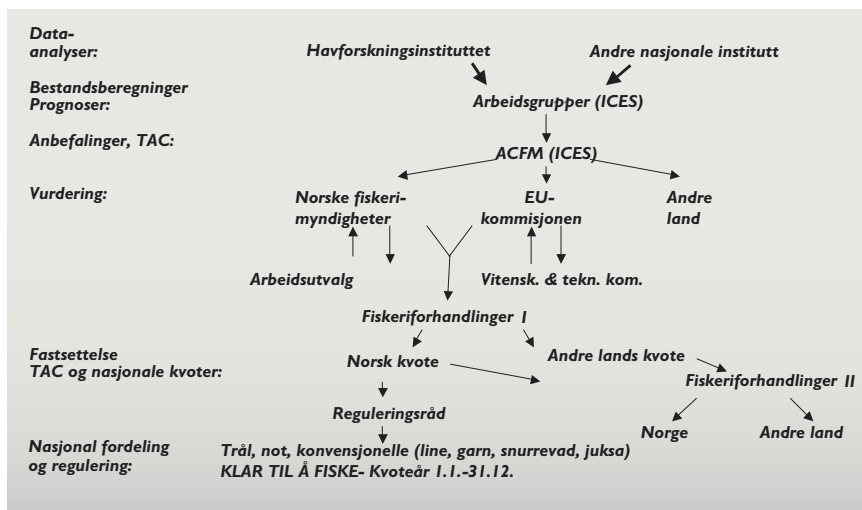 Data-
analyser:
Havforskningsinstituttet
Andre nasjonale institutt
Bestandsberegninger
Prognoser:
Arbeidsgrupper (ICES)
Anbefalinger, TAC:
ACFM (ICES)
Vurdering:
Norske fiskeri-
myndigheter
EU-
kommisjonen
Andre
land
Arbeidsutvalg
Vitensk. & tekn. kom.
Fiskeriforhandlinger I
Fastsettelse
TAC og nasjonale kvoter:
Norsk kvote
Andre lands kvote
Fiskeriforhandlinger II
Reguleringsråd
Norge
Andre land
Nasjonal fordeling
og regulering:
Trål, not, konvensjonelle (line, garn, snurrevad, juksa)
KLAR TIL Å FISKE- Kvoteår 1.1.-31.12.